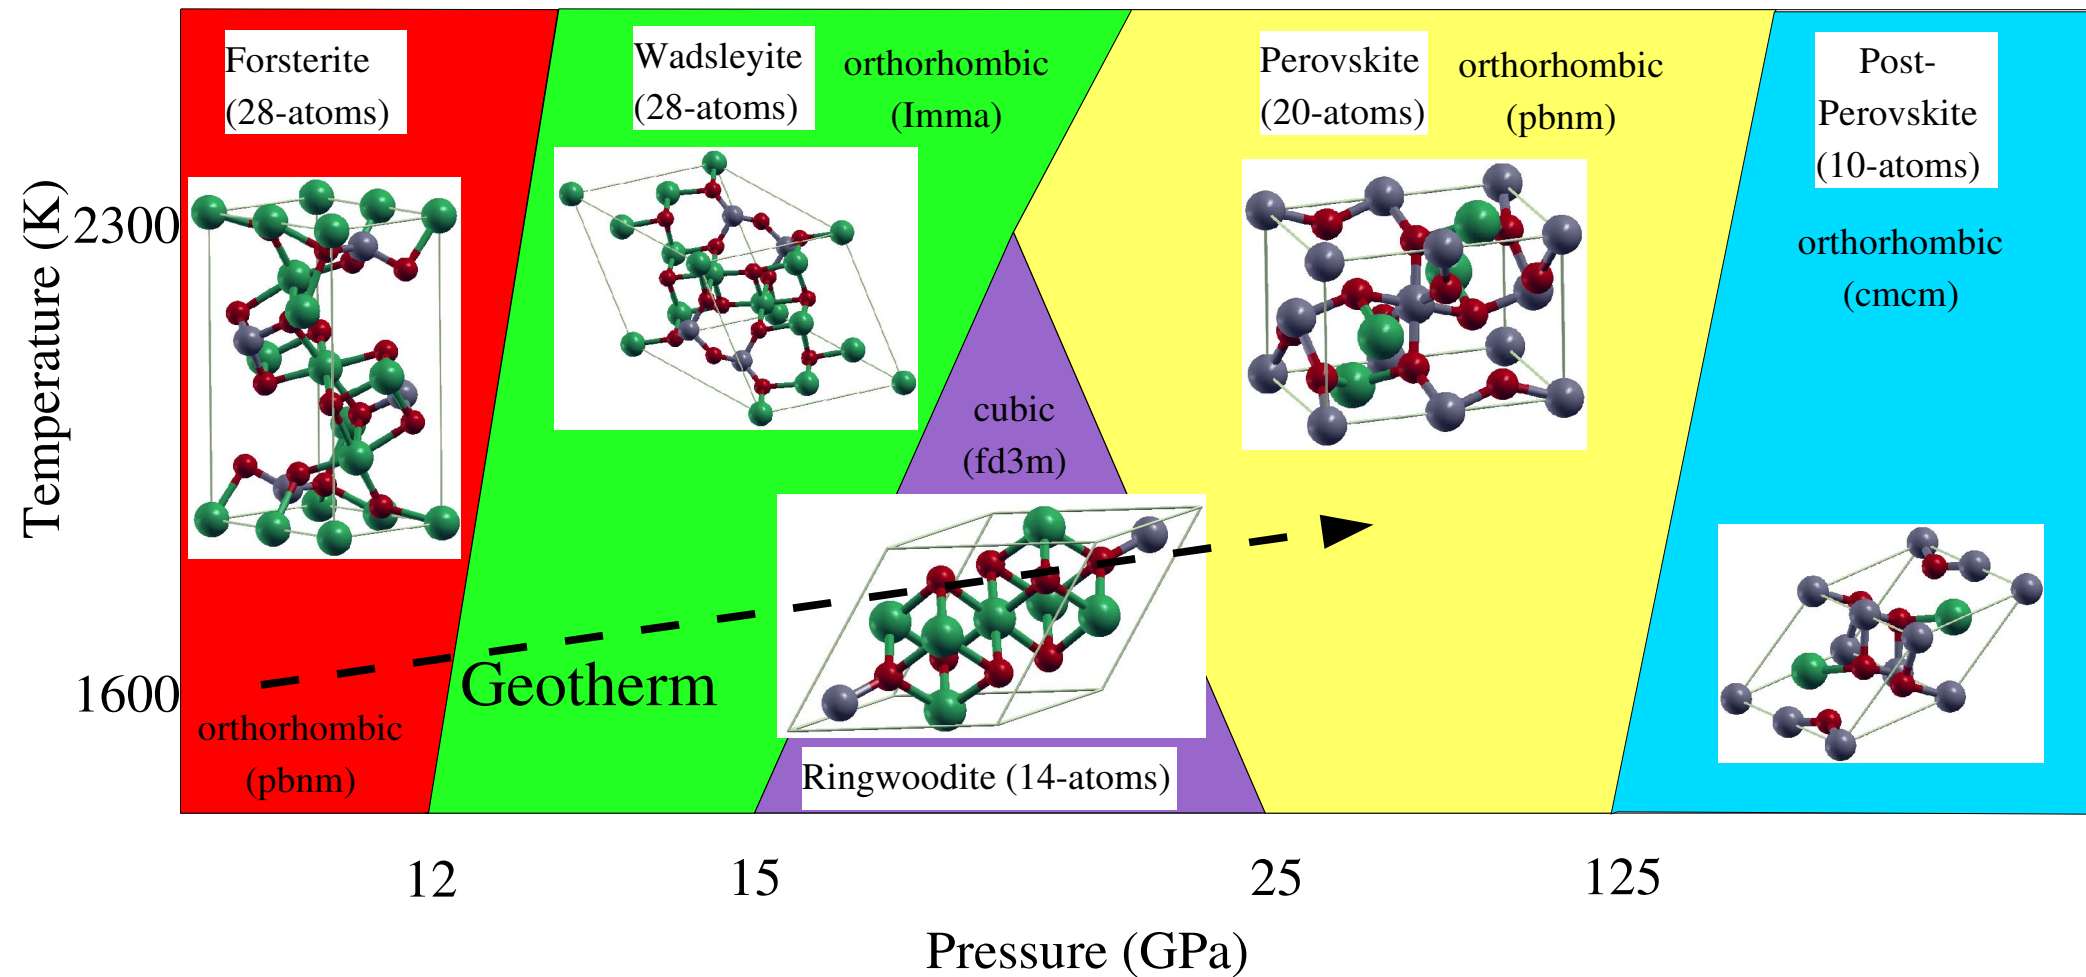 Forsterite
(28-atoms)
Wadsleyite
(28-atoms)
orthorhombic
(Imma)
Perovskite
(20-atoms)
orthorhombic
(pbnm)
Post-
Perovskite
(10-atoms)
orthorhombic
(cmcm)
Temperature (K)
2300
1600
cubic
(fd3m)
Geotherm
orthorhombic
(pbnm)
Ringwoodite (14-atoms)
12
15
25
125
Pressure (GPa)